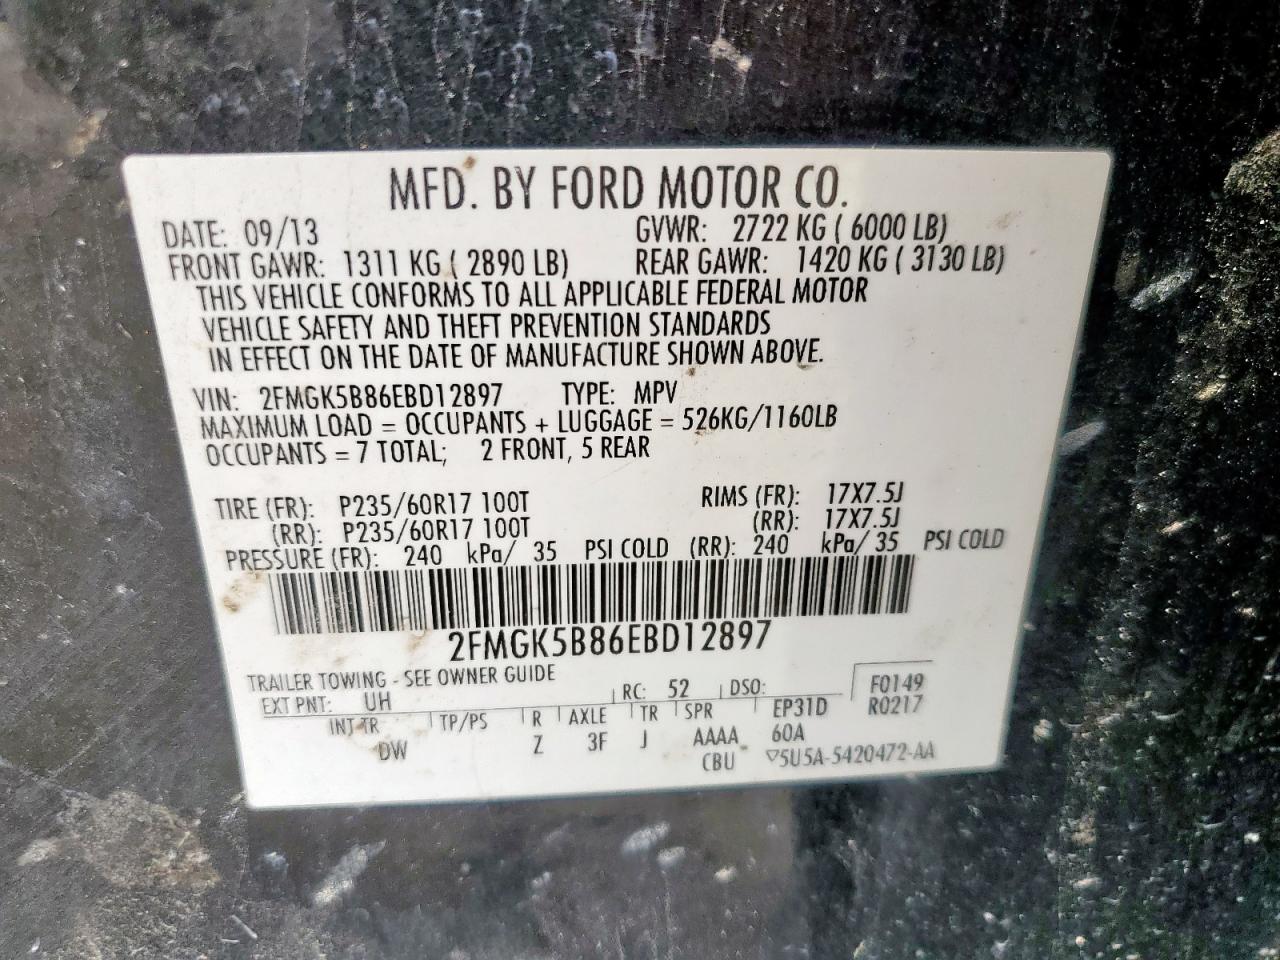 MFD. BY FORD MOTOR CO.
DATE: 09/13 GVWR: 2722 KG ( 6000 LB)
FRONT GAWR: 1311 KG ( 2890 LB) REAR GAWR: 1420 KG ( 3130 LB)
THIS VEHICLE CONFORMS TO ALL APPLICABLE FEDERAL MOTOR
VEHICLE SAFETY AND THEFT PREVENTION STANDARDS
IN EFFECT ON THE DATE OF MANUFACTURE SHOWN ABOVE.
VIN: 2FMGK5B86EBD12897 TYPE: MPV
MAXIMUM LOAD = OCCUPANTS + LUGGAGE = 526KG/1160LB
OCCUPANTS = 7 TOTAL; 2 FRONT, 5 REAR
TIRE (FR): P235/60R17 100T RIMS (FR): 17X7.5J
(RR): P235/60R17 100T (RR): 17X7.5J
PRESSURE (FR): 240 kPa/ 35 PSI COLD (RR): 240 kPa/ 35 PSI COLD
2FMGK5B86EBD12897
TRAILER TOWING - SEE OWNER GUIDE
EXT PNT: UH RC: 52 DSO: F0149
INT TR TP/PS R AXLE TR SPR EP31D R0217
DW Z 3F J AAAA 60A
CBU ▽5U5A-5420472-AA